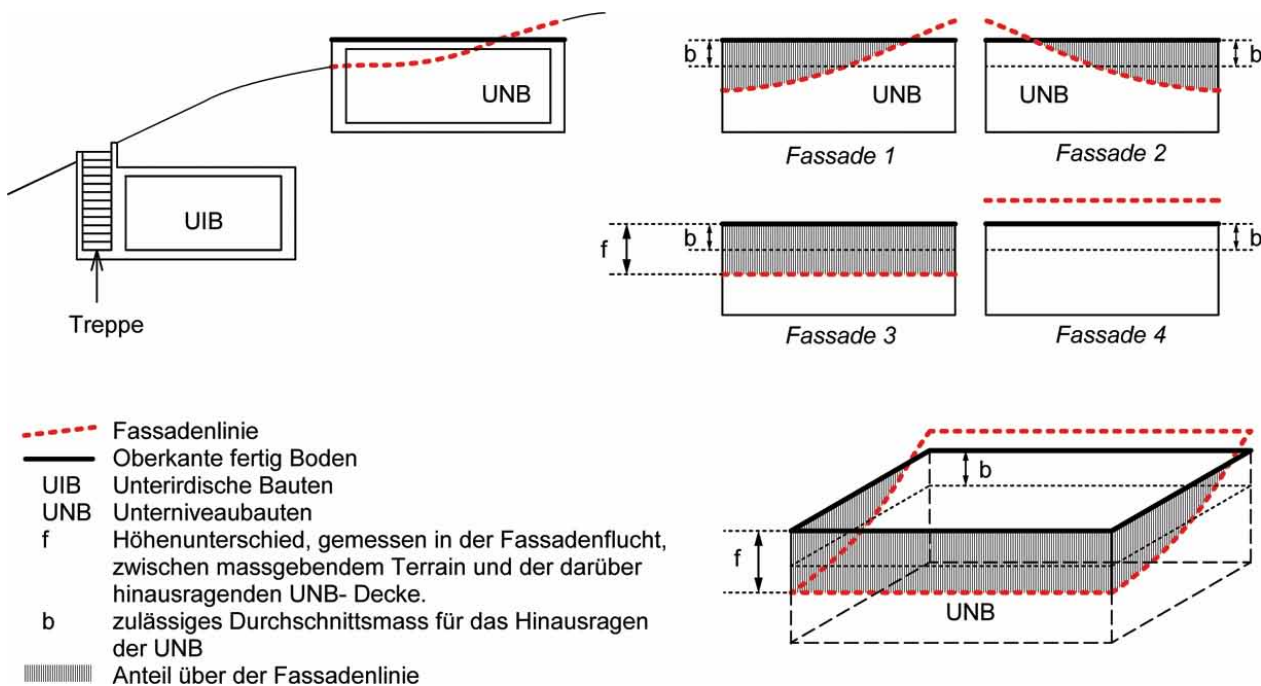 UNB
UIB
Treppe
b
UNB
Fassade 1
UNB
b
Fassade 2
f
b
Fassade 3
b
Fassade 4
Fassadenlinie
Oberkante fertig Boden
UIB Unterirdische Bauten
UNB Unterniveaubauten
f Höhenunterschied, gemessen in der Fassadenflucht,
zwischen massgebendem Terrain und der darüber
hinausragenden UNB- Decke.
b zulässiges Durchschnittsmass für das Hinausragen
der UNB
Anteil über der Fassadenlinie
b
f
UNB